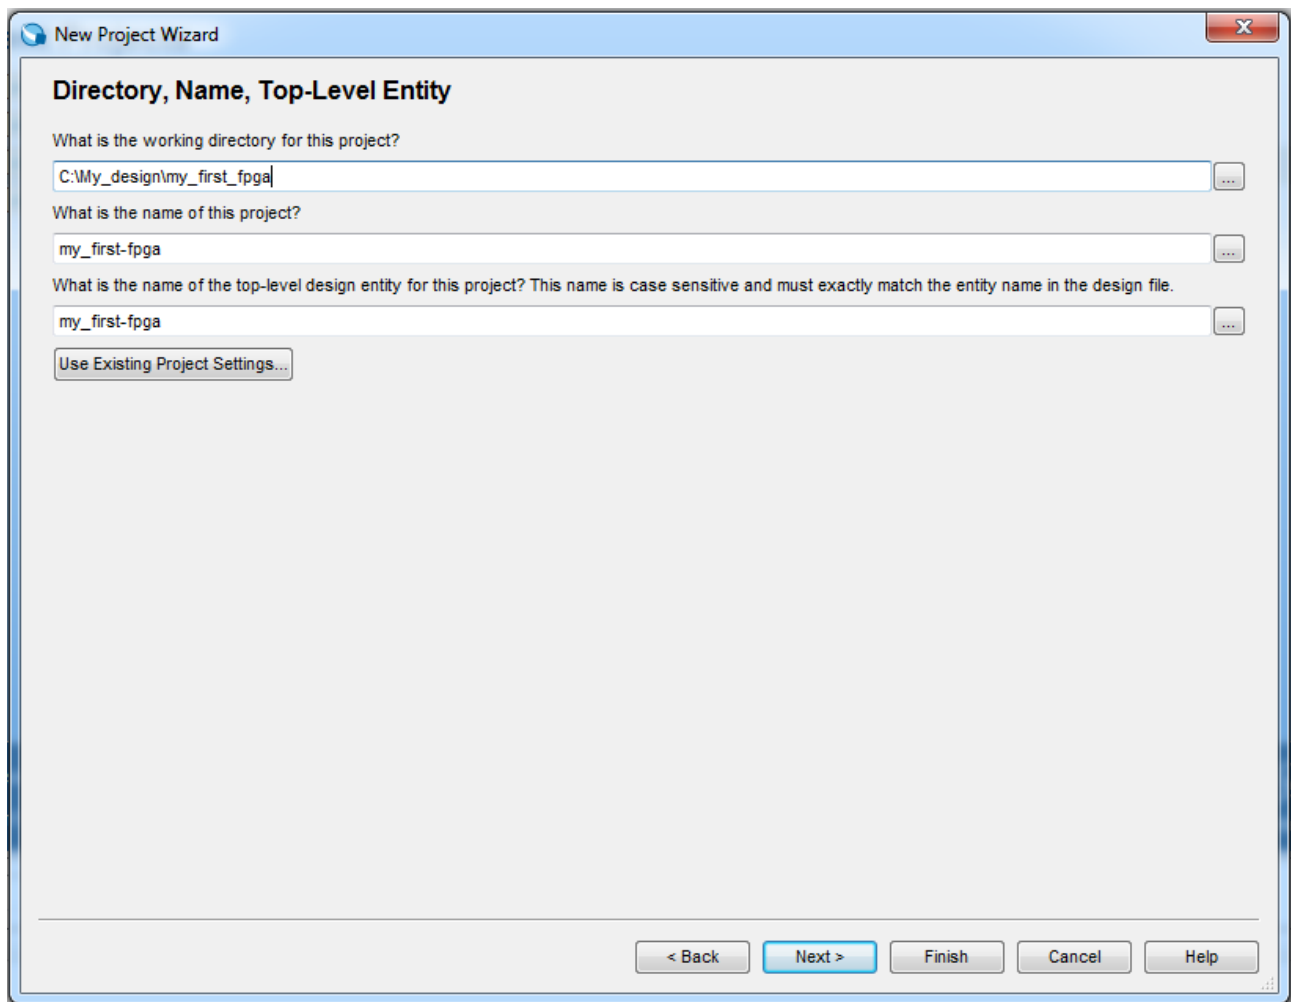 New Project Wizard
Directory, Name, Top-Level Entity
What is the working directory for this project?
C:\My_design\my_first_fpga
...
What is the name of this project?
my_first-fpga
...
What is the name of the top-level design entity for this project? This name is case sensitive and must exactly match the entity name in the design file.
my_first-fpga
...
Use Existing Project Settings...
< Back
Next >
Finish
Cancel
Help